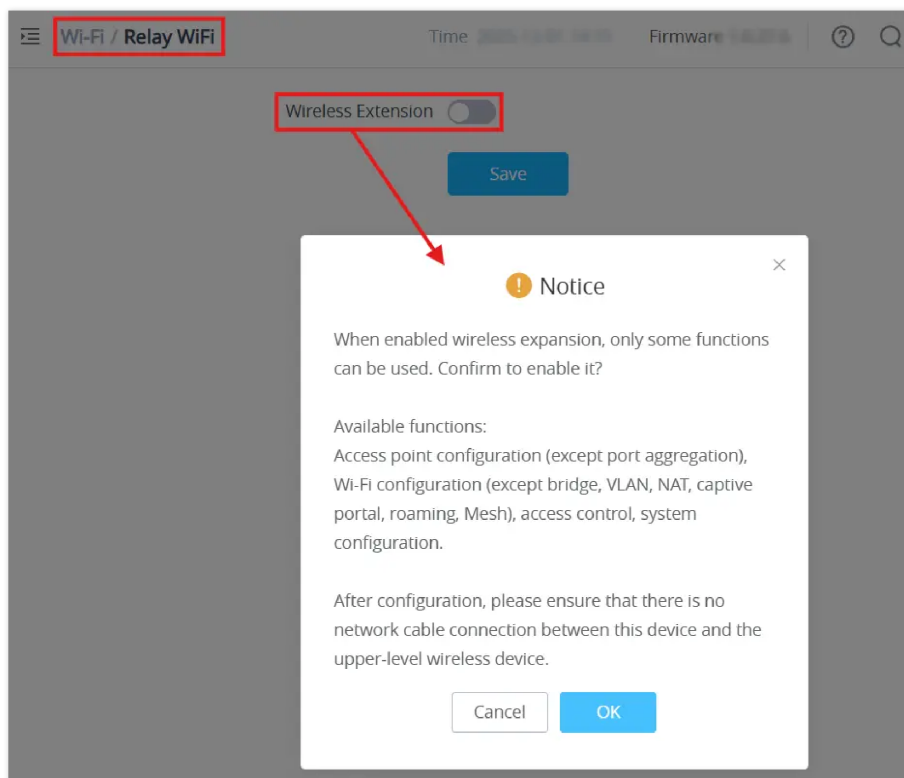 Wi-Fi / Relay WiFi
Time
Firmware
Wireless Extension
Save
Notice
When enabled wireless expansion, only some functions
can be used. Confirm to enable it?
Available functions:
Access point configuration (except port aggregation),
Wi-Fi configuration (except bridge, VLAN, NAT, captive
portal, roaming, Mesh), access control, system
configuration.
After configuration, please ensure that there is no
network cable connection between this device and the
upper-level wireless device.
Cancel
OK